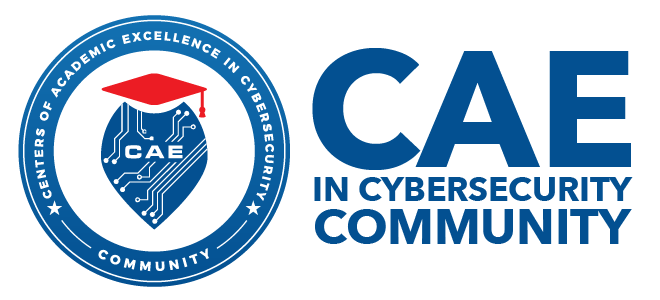 CENTERS OF ACADEMIC EXCELLENCE IN CYBERSECURITY
CAE
COMMUNITY
CAE
IN CYBERSECURITY
COMMUNITY